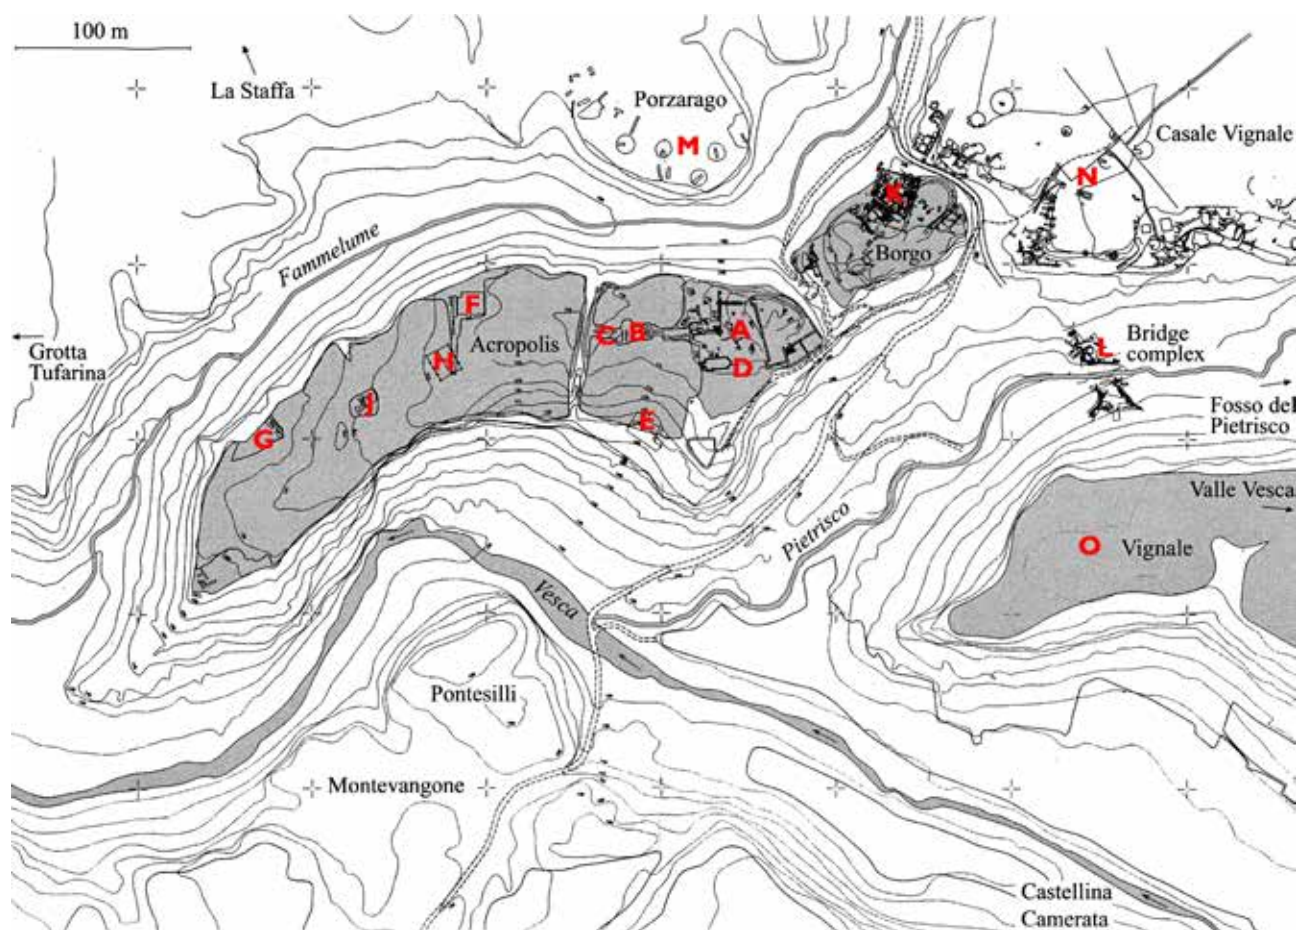 100 m
La Staffa
Porzarago
M
Casale Vignale
N
K
Borgo
Fammelume
F
Acropolis
C
B
A
D
H
Grotta
Tufarina
J
G
E
L
Bridge
complex
Fosso del
Pietrisco
Valle Vesca
Pietrisco
O
Vignale
Vesca
Pontesilli
Montevangone
Castellina
Camerata